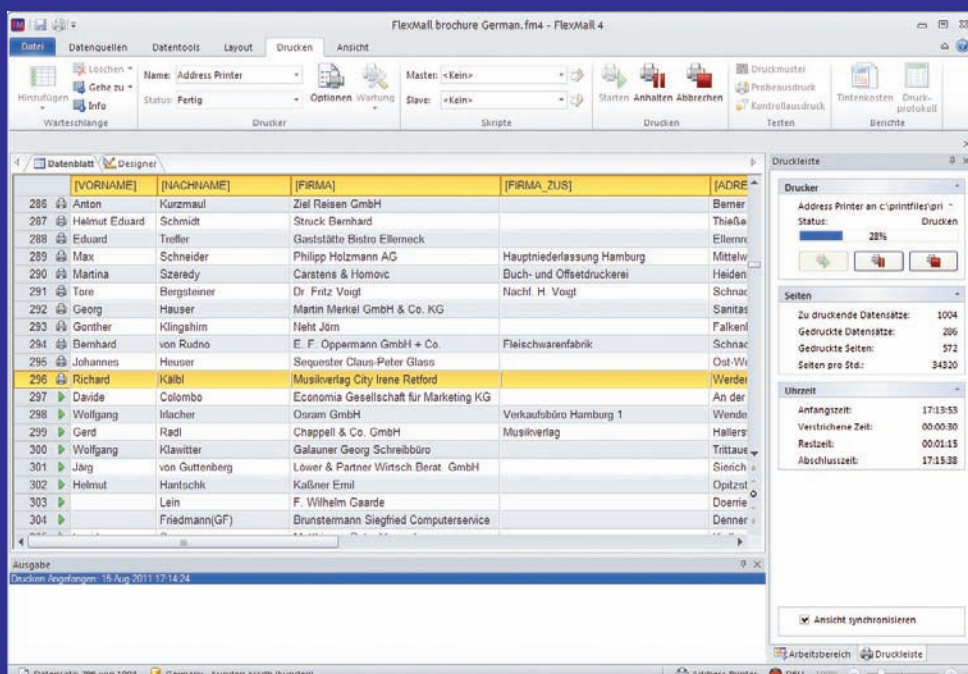 FlexMail brochure German.fm4 - FlexMail 4
Datei Datenquellen Datentools Layout Drucken Ansicht
Hinzufügen
Löschen
Gehe zu
Info
Warteschlange
Name: Address Printer
Status: Fertig
Optionen Wartung
Drucker
Master: <Kein>
Slave: <Kein>
Skripte
Starten Anhalten Abbrechen
Drucken
Druckmuster
Probeausdruck
Kontrollausdruck
Testen
Tintenkosten Druck-
protokoll
Berichte
Datenblatt Designer
[VORNAME] [NACHNAME] [FIRMA] [FIRMA_ZUS] [ADRE
286 Anton Kurzmaul Ziel Reisen GmbH Berner
287 Helmut Eduard Schmidt Struck Bernhard Thieße
288 Eduard Treffer Gaststätte Bistro Ellerneck Ellernre
289 Max Schneider Philipp Holzmann AG Hauptniederlassung Hamburg Mittelw
290 Martina Szeredy Carstens & Homovc Buch- und Offsetdruckerei Heiden
291 Tore Bergsteiner Dr. Fritz Voigt Nachf. H. Voigt Schnac
292 Georg Hauser Martin Merkel GmbH & Co. KG Sanitas
293 Gonther Klingshirn Neht Jörn Falken
294 Bernhard von Rudno E. F. Oppermann GmbH + Co. Fleischwarenfabrik Schnac
295 Johannes Heuser Sequester Claus-Peter Glass Ost-We
296 Richard Kälbl Musikverlag City Irene Retford Werder
297 Davide Colombo Economia Gesellschaft für Marketing KG An der
298 Wolfgang Irlacher Osram GmbH Verkaufsbüro Hamburg 1 Wende
299 Gerd Radl Chappell & Co. GmbH Musikverlag Hallers
300 Wolfgang Klawitter Galauner Georg Schreibbüro Trittaue
301 Jürg von Guttenberg Löwer & Partner Wirtsch.Berat. GmbH Sierich
302 Helmut Hantschk Kaßner Emil Opitzst
303 Lein F. Wilhelm Gaarde Doerrie
304 Friedmann(GF) Brunstermann Siegfried Computerservice Denner
Ausgabe
Drucken Angefangen: 15-Aug-2011 17:14:24
Druckleiste
Drucker
Address Printer an c:\printfiles\pri
Status: Drucken
28%
Seiten
Zu druckende Datensätze: 1004
Gedruckte Datensätze: 286
Gedruckte Seiten: 572
Seiten pro Std.: 34320
Uhrzeit
Anfangszeit: 17:13:53
Verstrichene Zeit: 00:00:30
Restzeit: 00:01:15
Abschlusszeit: 17:15:38
Ansicht synchronisieren
Arbeitsbereich Druckleiste